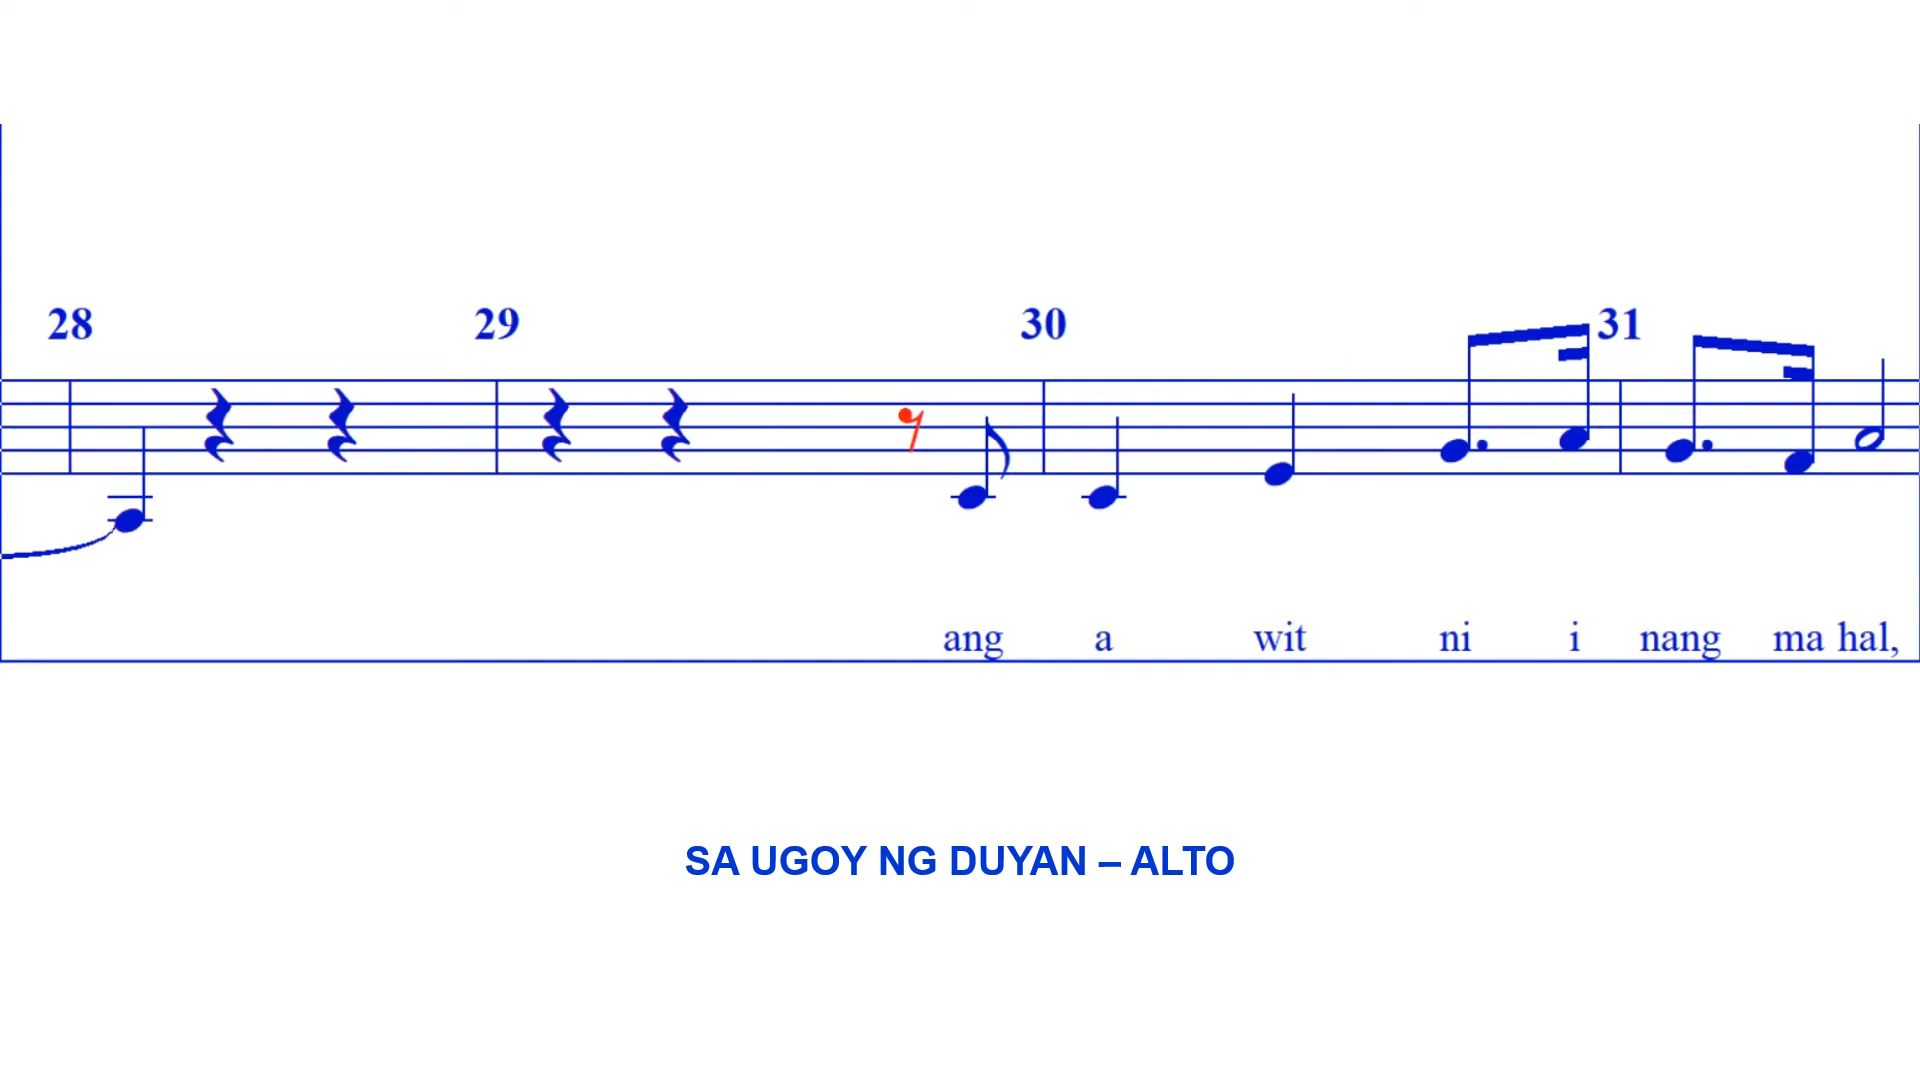 28 29 30 31
ang a wit ni i nang ma hal,
SA UGOY NG DUYAN – ALTO